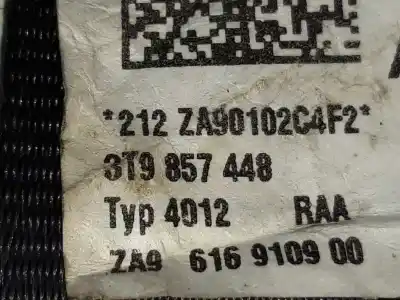 *212 ZA90102C4F2*
3T9 857 448
Typ 4012 RAA
ZA9 616 9109 00